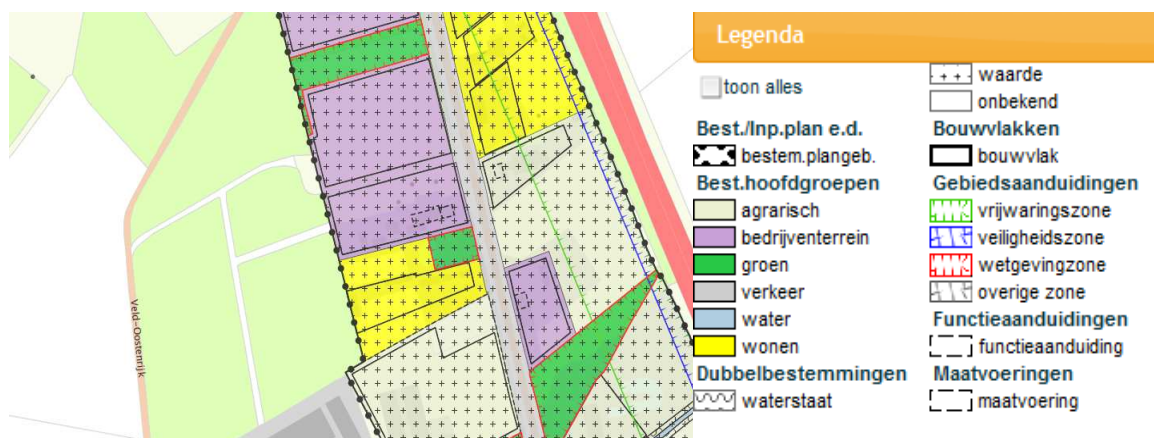 Veld-Oostenrijk
Legenda
toon alles
Best./Inp.plan e.d.
bestem.plangeb.
Best.hoofdgroepen
agrarisch
bedrijventerrein
groen
verkeer
water
wonen
Dubbelbestemmingen
waterstaat
waarde
onbekend
Bouwvlakken
bouwvlak
Gebiedsaanduidingen
vrijwaringszone
veiligheidszone
wetgevingzone
overige zone
Functieaanduidingen
functieaanduiding
Maatvoeringen
maatvoering